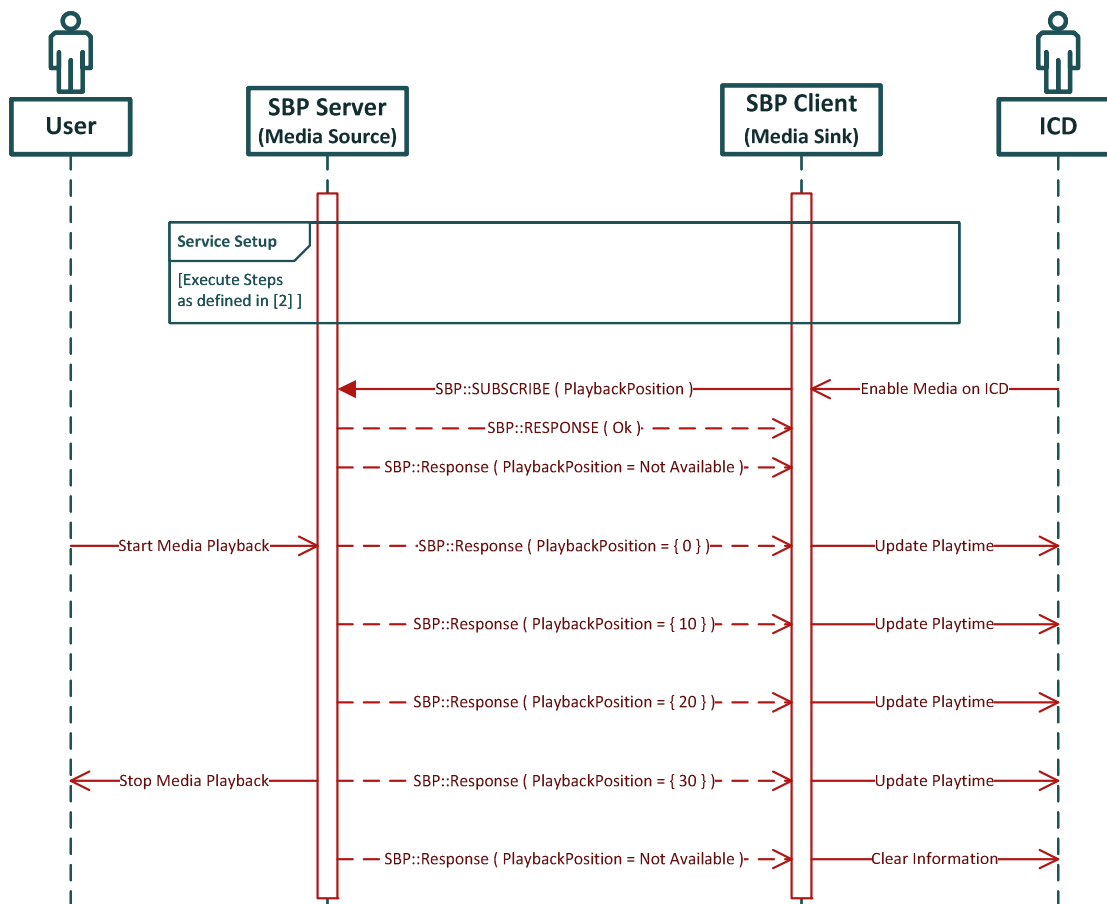 User
SBP Server
(Media Source)
SBP Client
(Media Sink)
ICD
Service Setup
[Execute Steps
as defined in [2] ]
SBP::SUBSCRIBE ( PlaybackPosition )
Enable Media on ICD
SBP::RESPONSE ( Ok )
SBP::Response ( PlaybackPosition = Not Available )
Start Media Playback
SBP::Response ( PlaybackPosition = { 0 } )
Update Playtime
SBP::Response ( PlaybackPosition = { 10 } )
Update Playtime
SBP::Response ( PlaybackPosition = { 20 } )
Update Playtime
Stop Media Playback
SBP::Response ( PlaybackPosition = { 30 } )
Update Playtime
SBP::Response ( PlaybackPosition = Not Available )
Clear Information